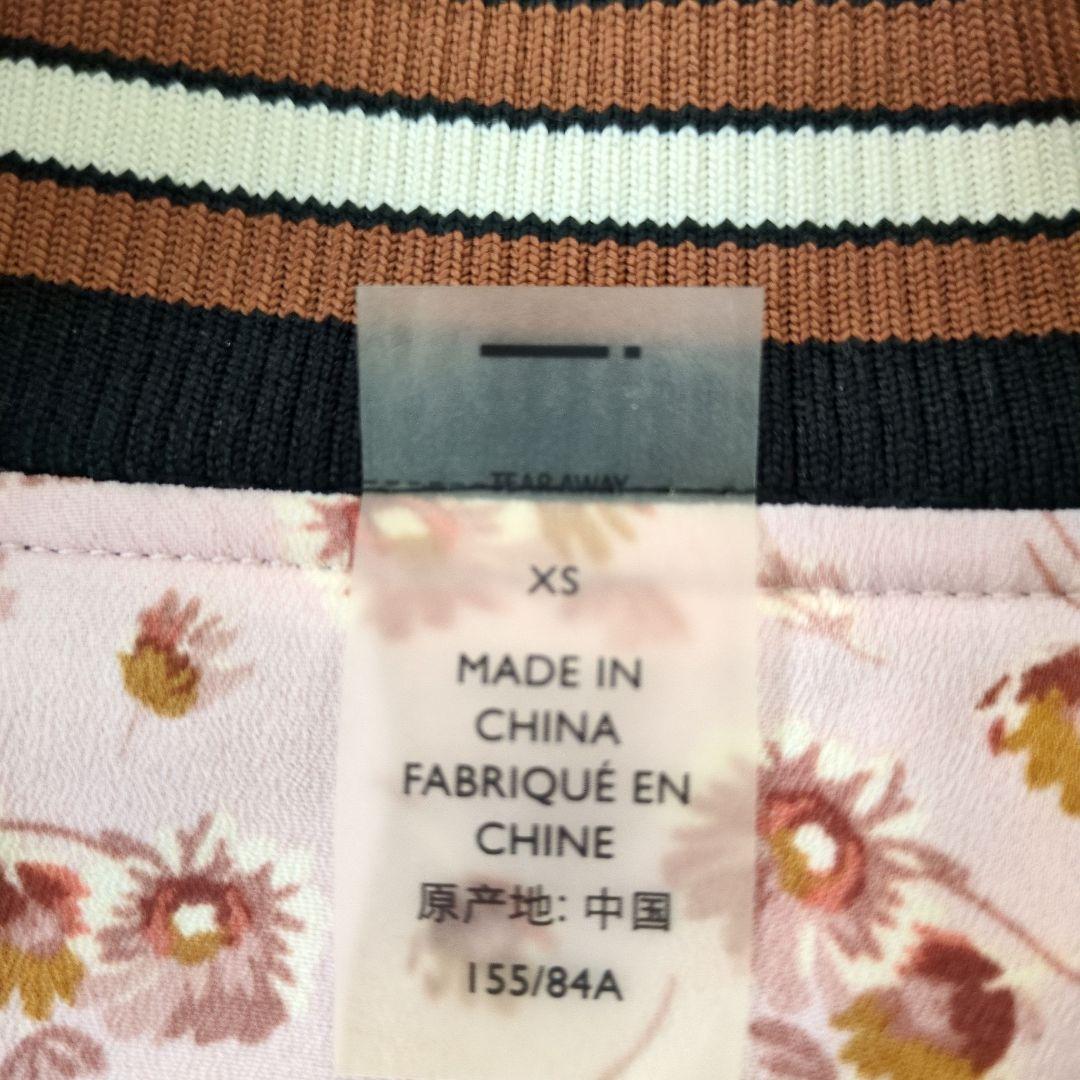 TEAR AWAY
XS
MADE IN
CHINA
FABRIQUÉ EN
CHINE
原产地: 中国
155/84A